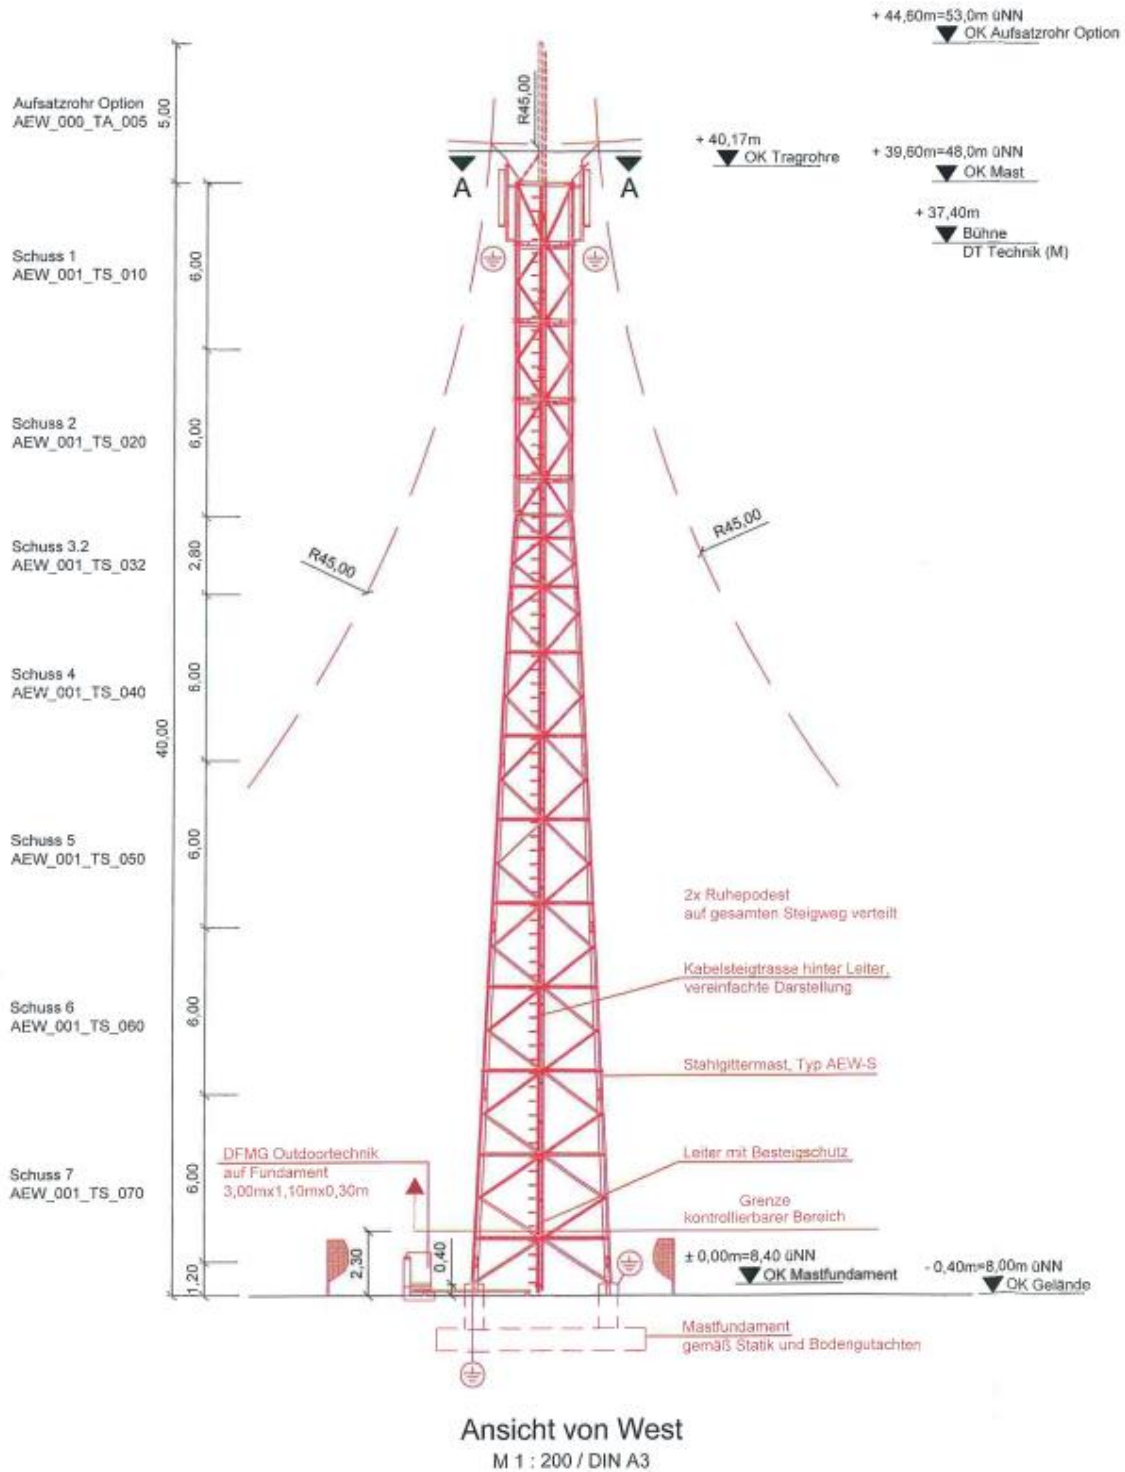 + 44,60m=53,0m üNN
OK Aufsatzrohr Option
Aufsatzrohr Option
AEW_000_TA_005
5,00
R45,00
+ 40,17m
OK Tragrohre
+ 39,60m=48,0m üNN
OK Mast
A
A
+ 37,40m
Bühne
DT Technik (M)
Schuss 1
AEW_001_TS_010
6,00
Schuss 2
AEW_001_TS_020
6,00
Schuss 3.2
AEW_001_TS_032
2,80
R45,00
R45,00
Schuss 4
AEW_001_TS_040
6,00
40,00
Schuss 5
AEW_001_TS_050
6,00
2x Ruhepodest
auf gesamten Steigweg verteilt
Kabelsteigtrasse hinter Leiter,
vereinfachte Darstellung
Schuss 6
AEW_001_TS_060
6,00
Stahlgittermast, Typ AEW-S
DFMG Outdoortechnik
auf Fundament
3,00mx1,10mx0,30m
Leiter mit Besteigschutz
Schuss 7
AEW_001_TS_070
6,00
Grenze
kontrollierbarer Bereich
2,30
0,40
1,20
± 0,00m=8,40 üNN
OK Mastfundament
- 0,40m=8,00m üNN
OK Gelände
Mastfundament
gemäß Statik und Bodengutachten
Ansicht von West
M 1 : 200 / DIN A3